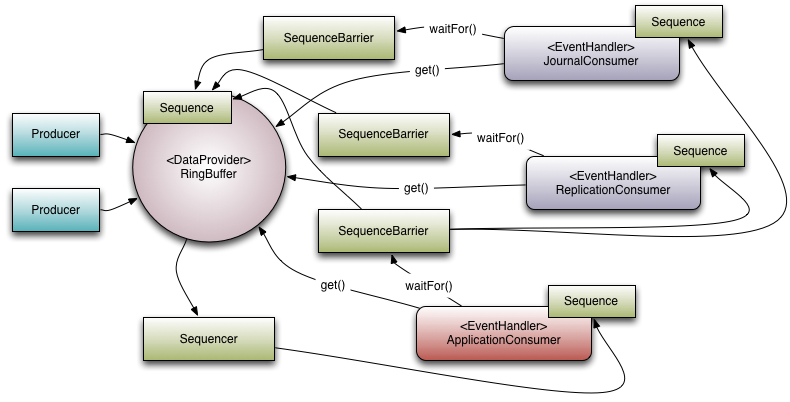 Sequence
SequenceBarrier
waitFor()
<EventHandler>
JournalConsumer
get()
Sequence
Producer
SequenceBarrier
waitFor()
Sequence
<DataProvider>
RingBuffer
<EventHandler>
ReplicationConsumer
get()
Producer
SequenceBarrier
get()
waitFor()
Sequence
Sequencer
<EventHandler>
ApplicationConsumer